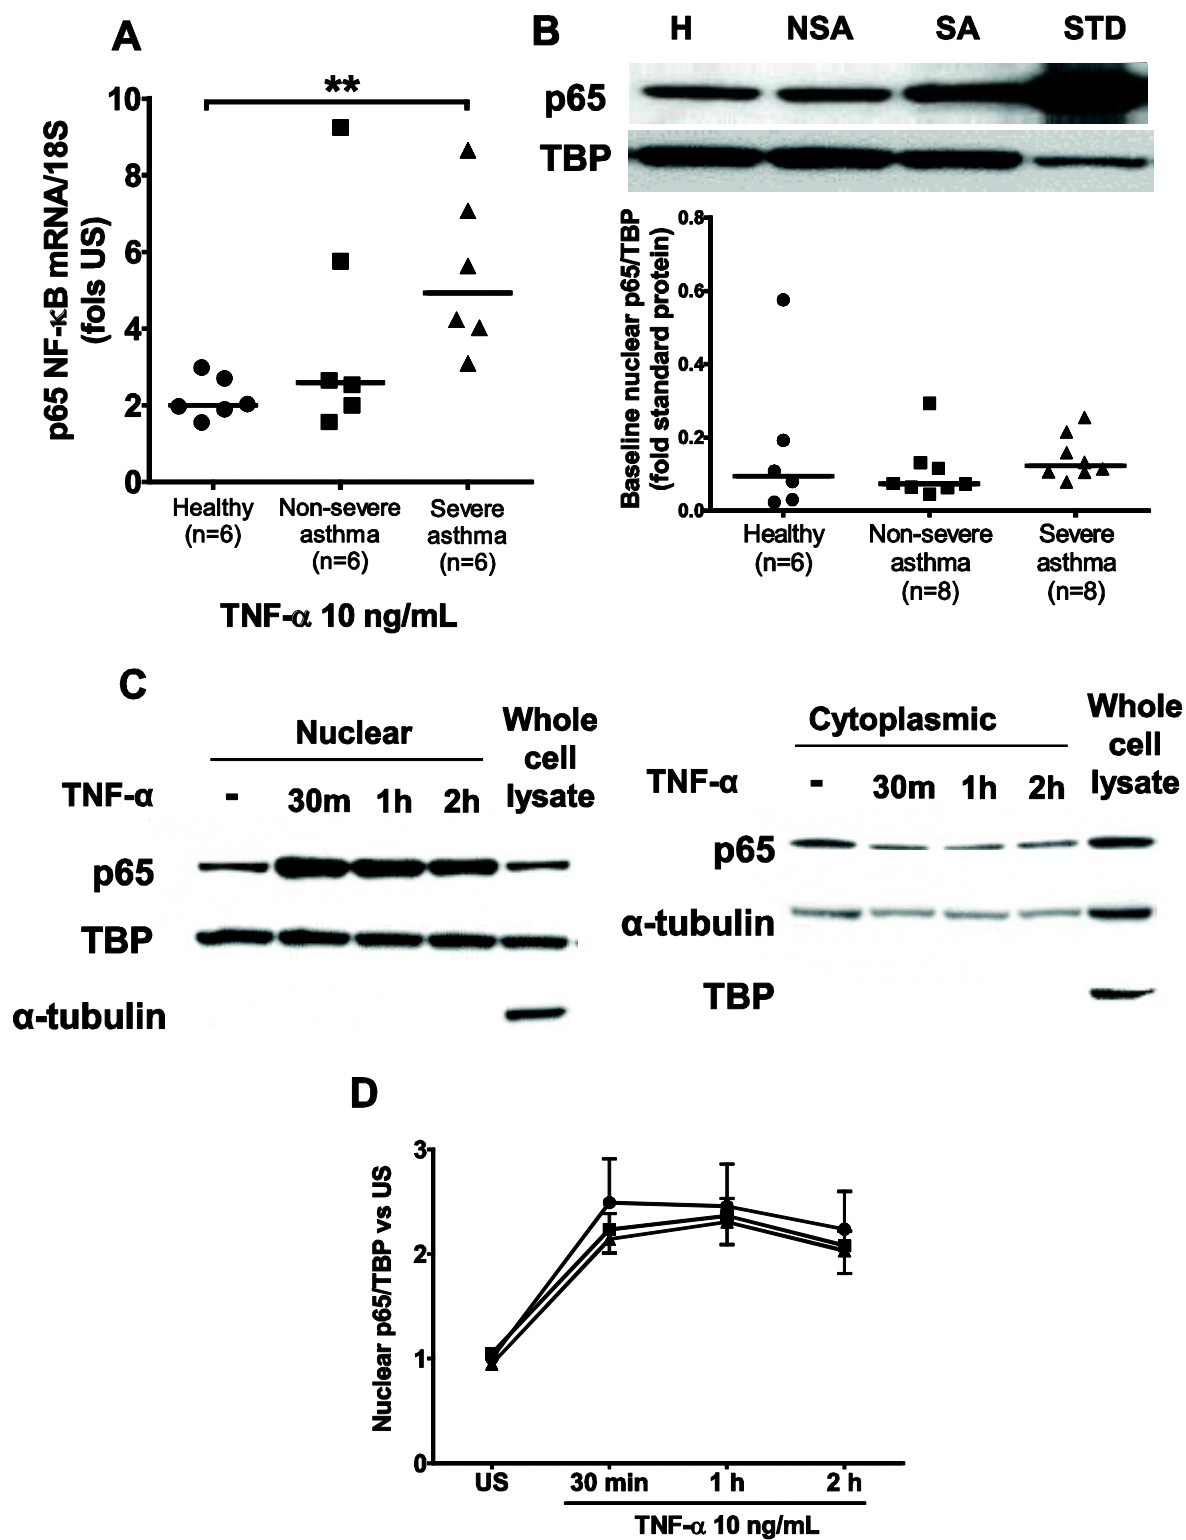 A
**
p65 NF-κB mRNA/18S
(fols US)
10
8
6
4
2
0
Healthy
(n=6)
Non-severe
asthma
(n=6)
Severe
asthma
(n=6)
TNF-α 10 ng/mL
B
H NSA SA STD
p65
TBP
Baseline nuclear p65/TBP
(fold standard protein)
0.8
0.6
0.4
0.2
0.0
Healthy
(n=6)
Non-severe
asthma
(n=8)
Severe
asthma
(n=8)
C
Nuclear
Whole
cell
lysate
TNF-α - 30m 1h 2h
p65
TBP
α-tubulin
Cytoplasmic
Whole
cell
lysate
TNF-α - 30m 1h 2h
p65
α-tubulin
TBP
D
Nuclear p65/TBP vs US
3
2
1
0
US 30 min 1 h 2 h
TNF-α 10 ng/mL